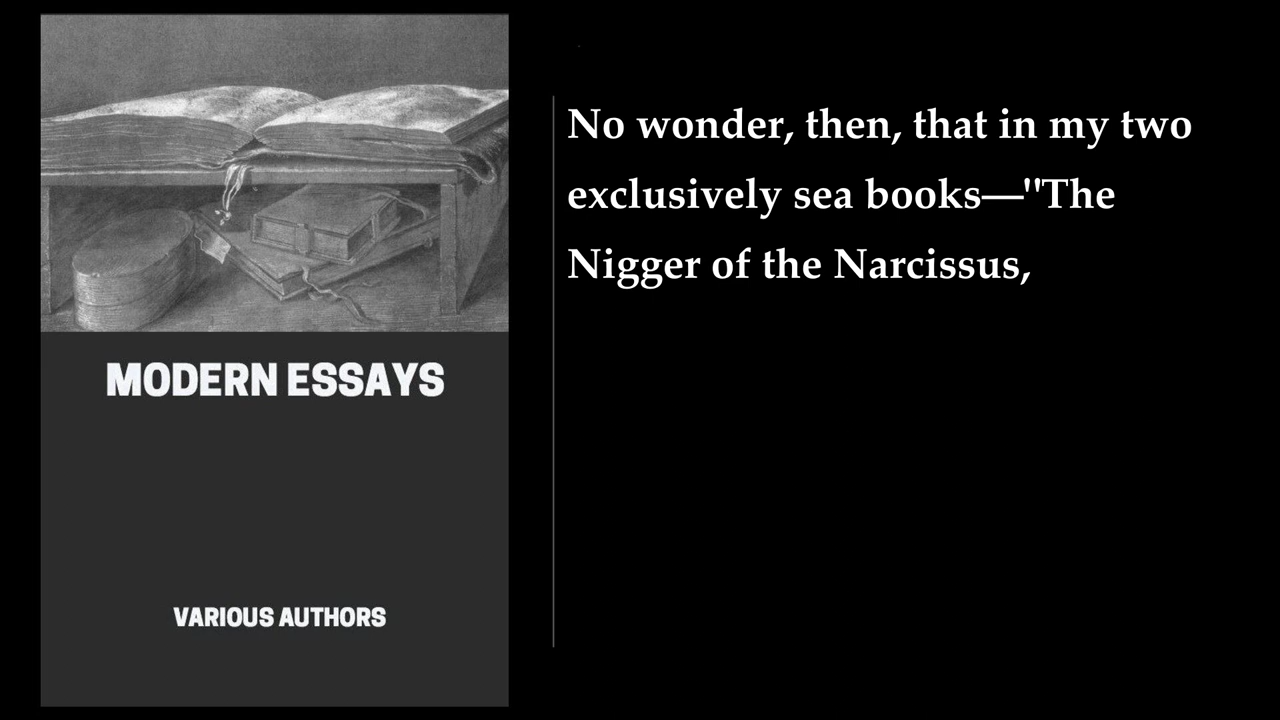 MODERN ESSAYS
VARIOUS AUTHORS
No wonder, then, that in my two
exclusively sea books—"The
Nigger of the Narcissus,